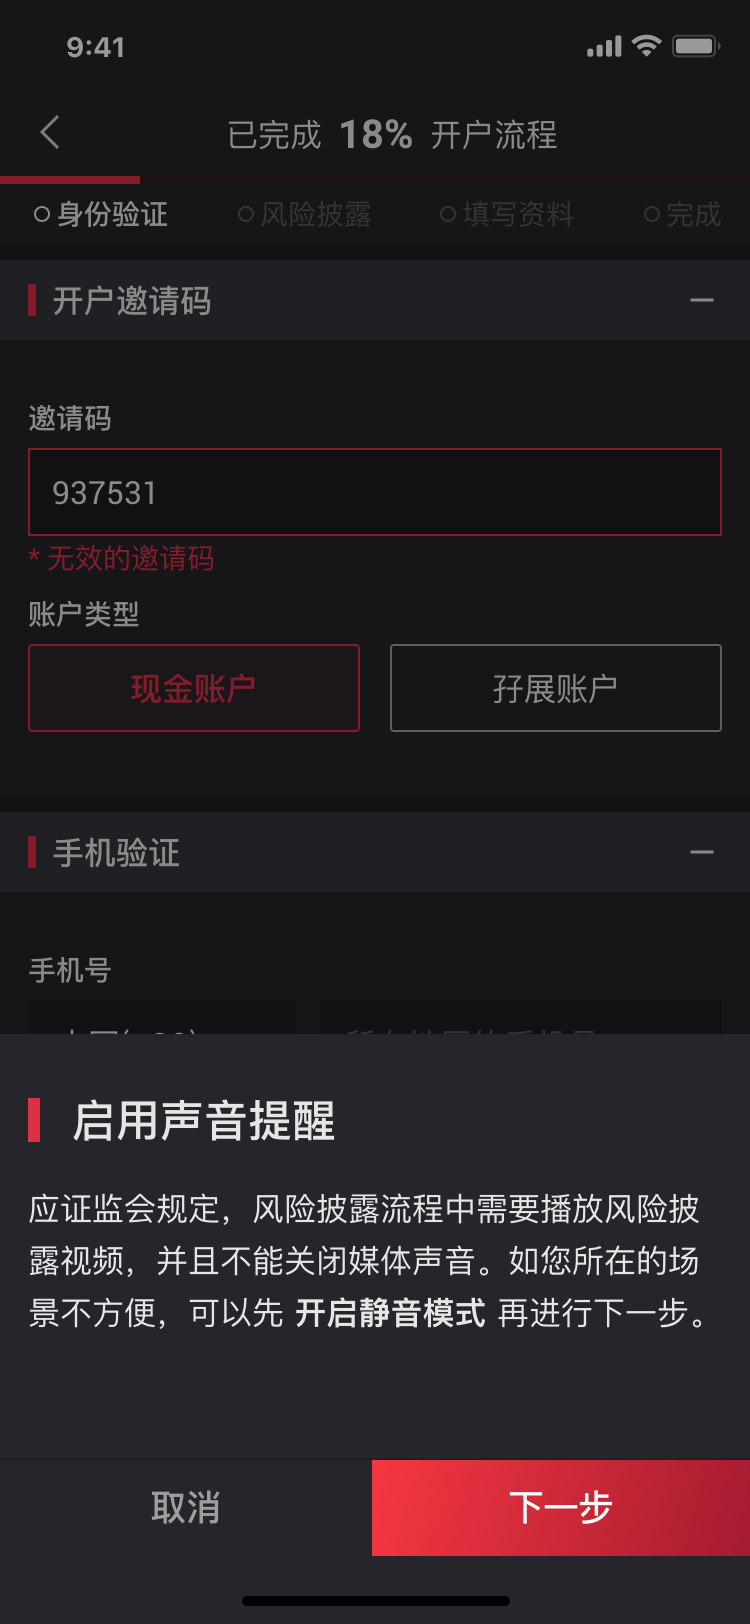 9:41
已完成 18% 开户流程
身份验证 风险披露 填写资料 完成
开户邀请码
邀请码
937531
* 无效的邀请码
账户类型
现金账户 孖展账户
手机验证
手机号
启用声音提醒
应证监会规定，风险披露流程中需要播放风险披
露视频，并且不能关闭媒体声音。如您所在的场
景不方便，可以先 开启静音模式 再进行下一步。
取消 下一步